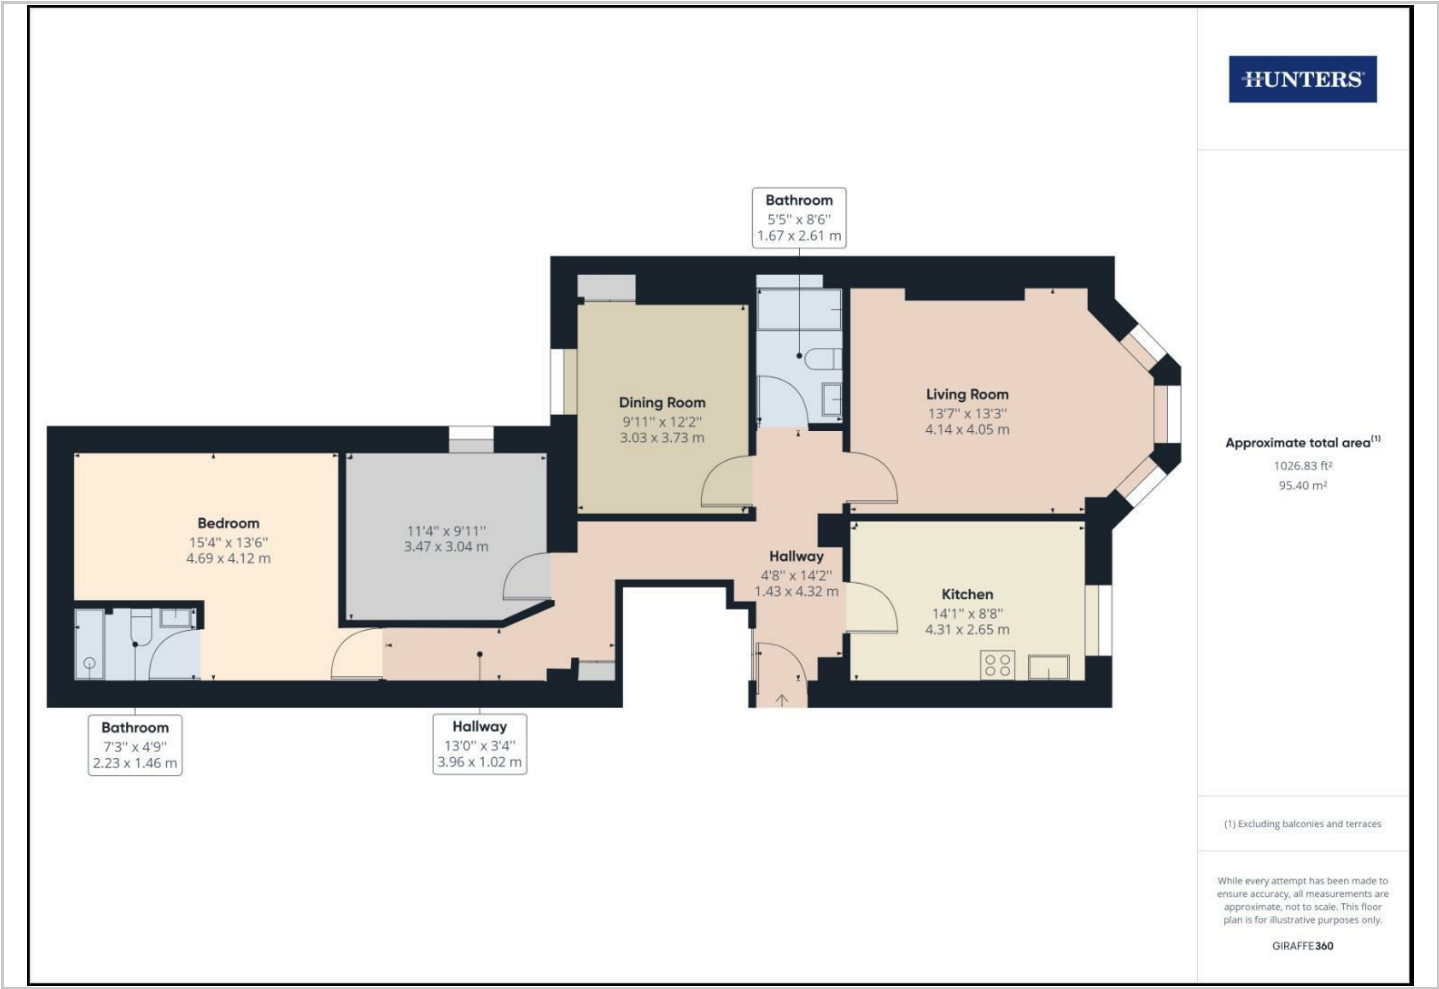 HUNTERS
Bathroom
5'5" x 8'6"
1.67 x 2.61 m
Dining Room
9'11" x 12'2"
3.03 x 3.73 m
Living Room
13'7" x 13'3"
4.14 x 4.05 m
Bedroom
15'4" x 13'6"
4.69 x 4.12 m
11'4" x 9'11"
3.47 x 3.04 m
Hallway
4'8" x 14'2"
1.43 x 4.32 m
Kitchen
14'1" x 8'8"
4.31 x 2.65 m
Bathroom
7'3" x 4'9"
2.23 x 1.46 m
Hallway
13'0" x 3'4"
3.96 x 1.02 m
Approximate total area(1)
1026.83 ft²
95.40 m²
(1) Excluding balconies and terraces
While every attempt has been made to
ensure accuracy, all measurements are
approximate, not to scale. This floor
plan is for illustrative purposes only.
GIRAFFE360